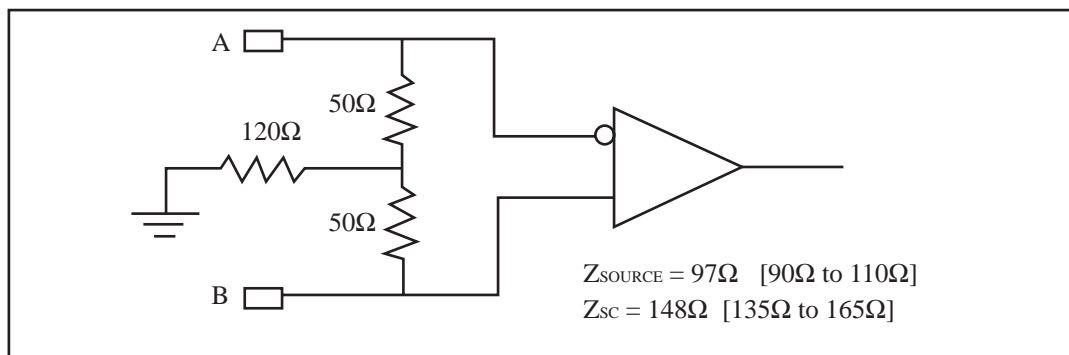 A
50Ω
120Ω
50Ω
B
ZSOURCE = 97Ω [90Ω to 110Ω]
ZSC = 148Ω [135Ω to 165Ω]